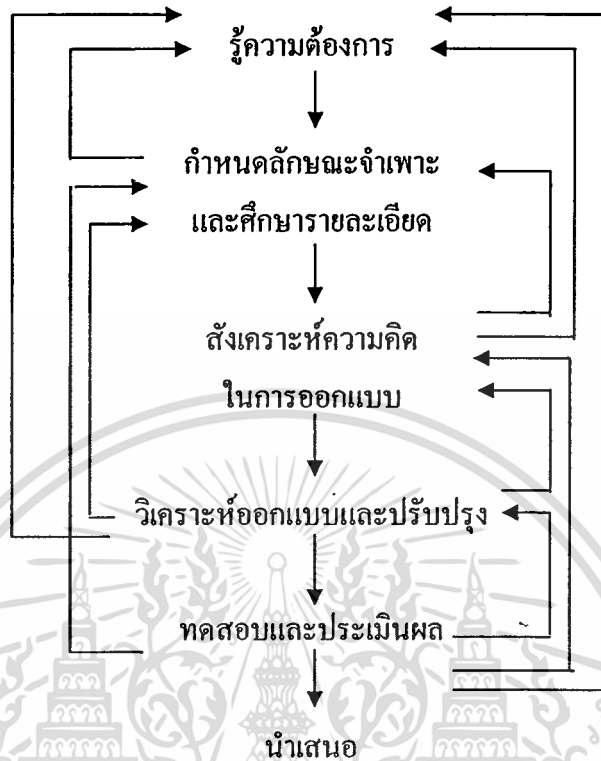 รู้ความต้องการ
กำหนดลักษณะจำเพาะ
และศึกษารายละเอียด
สังเคราะห์ความคิด
ในการออกแบบ
วิเคราะห์ออกแบบและปรับปรุง
ทดสอบและประเมินผล
นำเสนอ